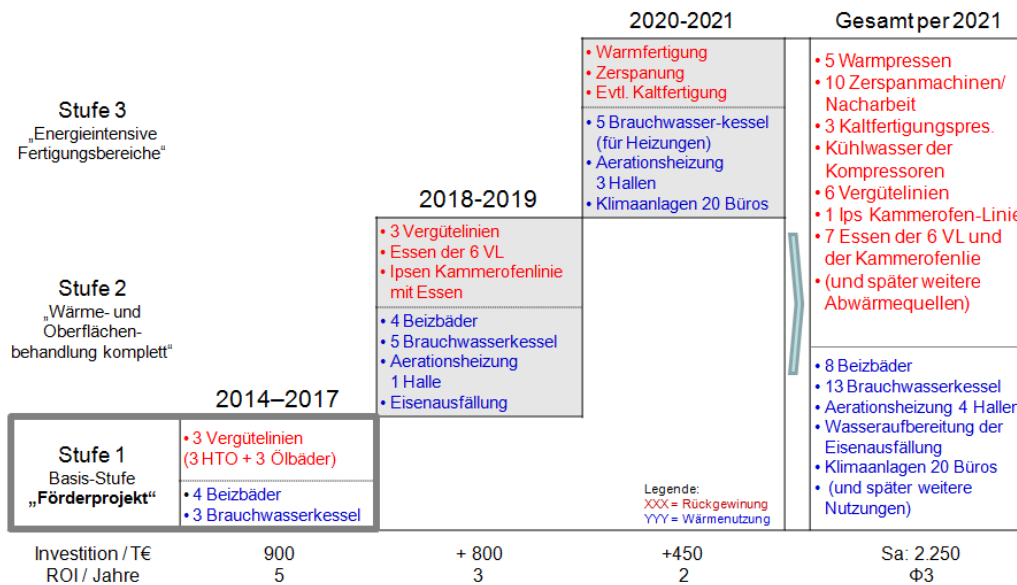 2020-2021
Gesamt per 2021
Stufe 3
„Energieintensive
Fertigungsbereiche“
• Warmfertigung
• Zerspanung
• Evtl. Kaltfertigung
• 5 Brauchwasser-kessel
(für Heizungen)
• Aerationsheizung
3 Hallen
• Klimaanlagen 20 Büros
2018-2019
Stufe 2
„Wärme- und
Oberflächen-
behandlung komplett“
• 3 Vergütelinien
• Essen der 6 VL
• Ipsen Kammerofenlinie
mit Essen
• 4 Beizbäder
• 5 Brauchwasserkessel
• Aerationsheizung
1 Halle
• Eisenausfällung
2014–2017
Stufe 1
Basis-Stufe
„Förderprojekt“
• 3 Vergütelinien
(3 HTO + 3 Ölbäder)
• 4 Beizbäder
• 3 Brauchwasserkessel
• 5 Warmpressen
• 10 Zerspanmachinen/
Nacharbeit
• 3 Kaltfertigungspres.
• Kühlwasser der
Kompressoren
• 6 Vergütelinien
• 1 Ips Kammerofen-Linie
• 7 Essen der 6 VL und
der Kammerofenlie
• (und später weitere
Abwärmequellen)
• 8 Beizbäder
• 13 Brauchwasserkessel
• Aerationsheizung 4 Hallen
• Wasseraufbereitung der
Eisenausfällung
• Klimaanlagen 20 Büros
• (und später weitere
Nutzungen)
Legende:
XXX = Rückgewinung
YYY = Wärmenutzung
Investition / T€ 900 + 800 +450 Sa: 2.250
ROI / Jahre 5 3 2 Φ3